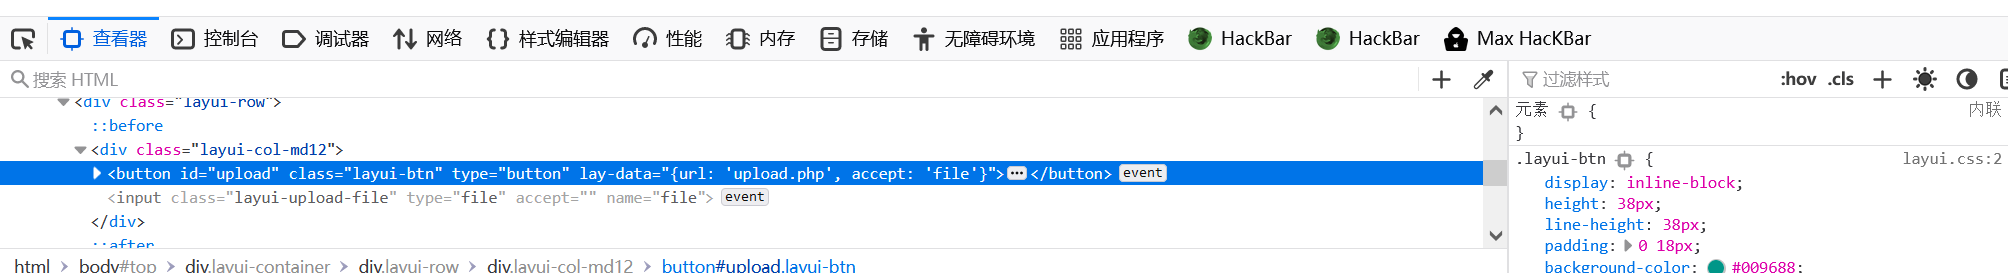 查看器 控制台 调试器 网络 样式编辑器 性能 内存 存储 无障碍环境 应用程序 HackBar HackBar Max HacKBar
搜索 HTML
過滤样式 :hov .cls
<div class="layui-row">
::before
<div class="layui-col-md12">
<button id="upload" class="layui-btn" type="button" lay-data="{url: 'upload.php', accept: 'file'}"> ••• </button> event
<input class="layui-upload-file" type="file" accept="" name="file"> event
</div>
::after
html > body#top > div.layui-container > div.layui-row > div.layui-col-md12 > button#upload.layui-btn
元素 { 内联
}
.layui-btn { layui.css:2
display: inline-block;
height: 38px;
line-height: 38px;
padding: 0 18px;
background-color: #009688;